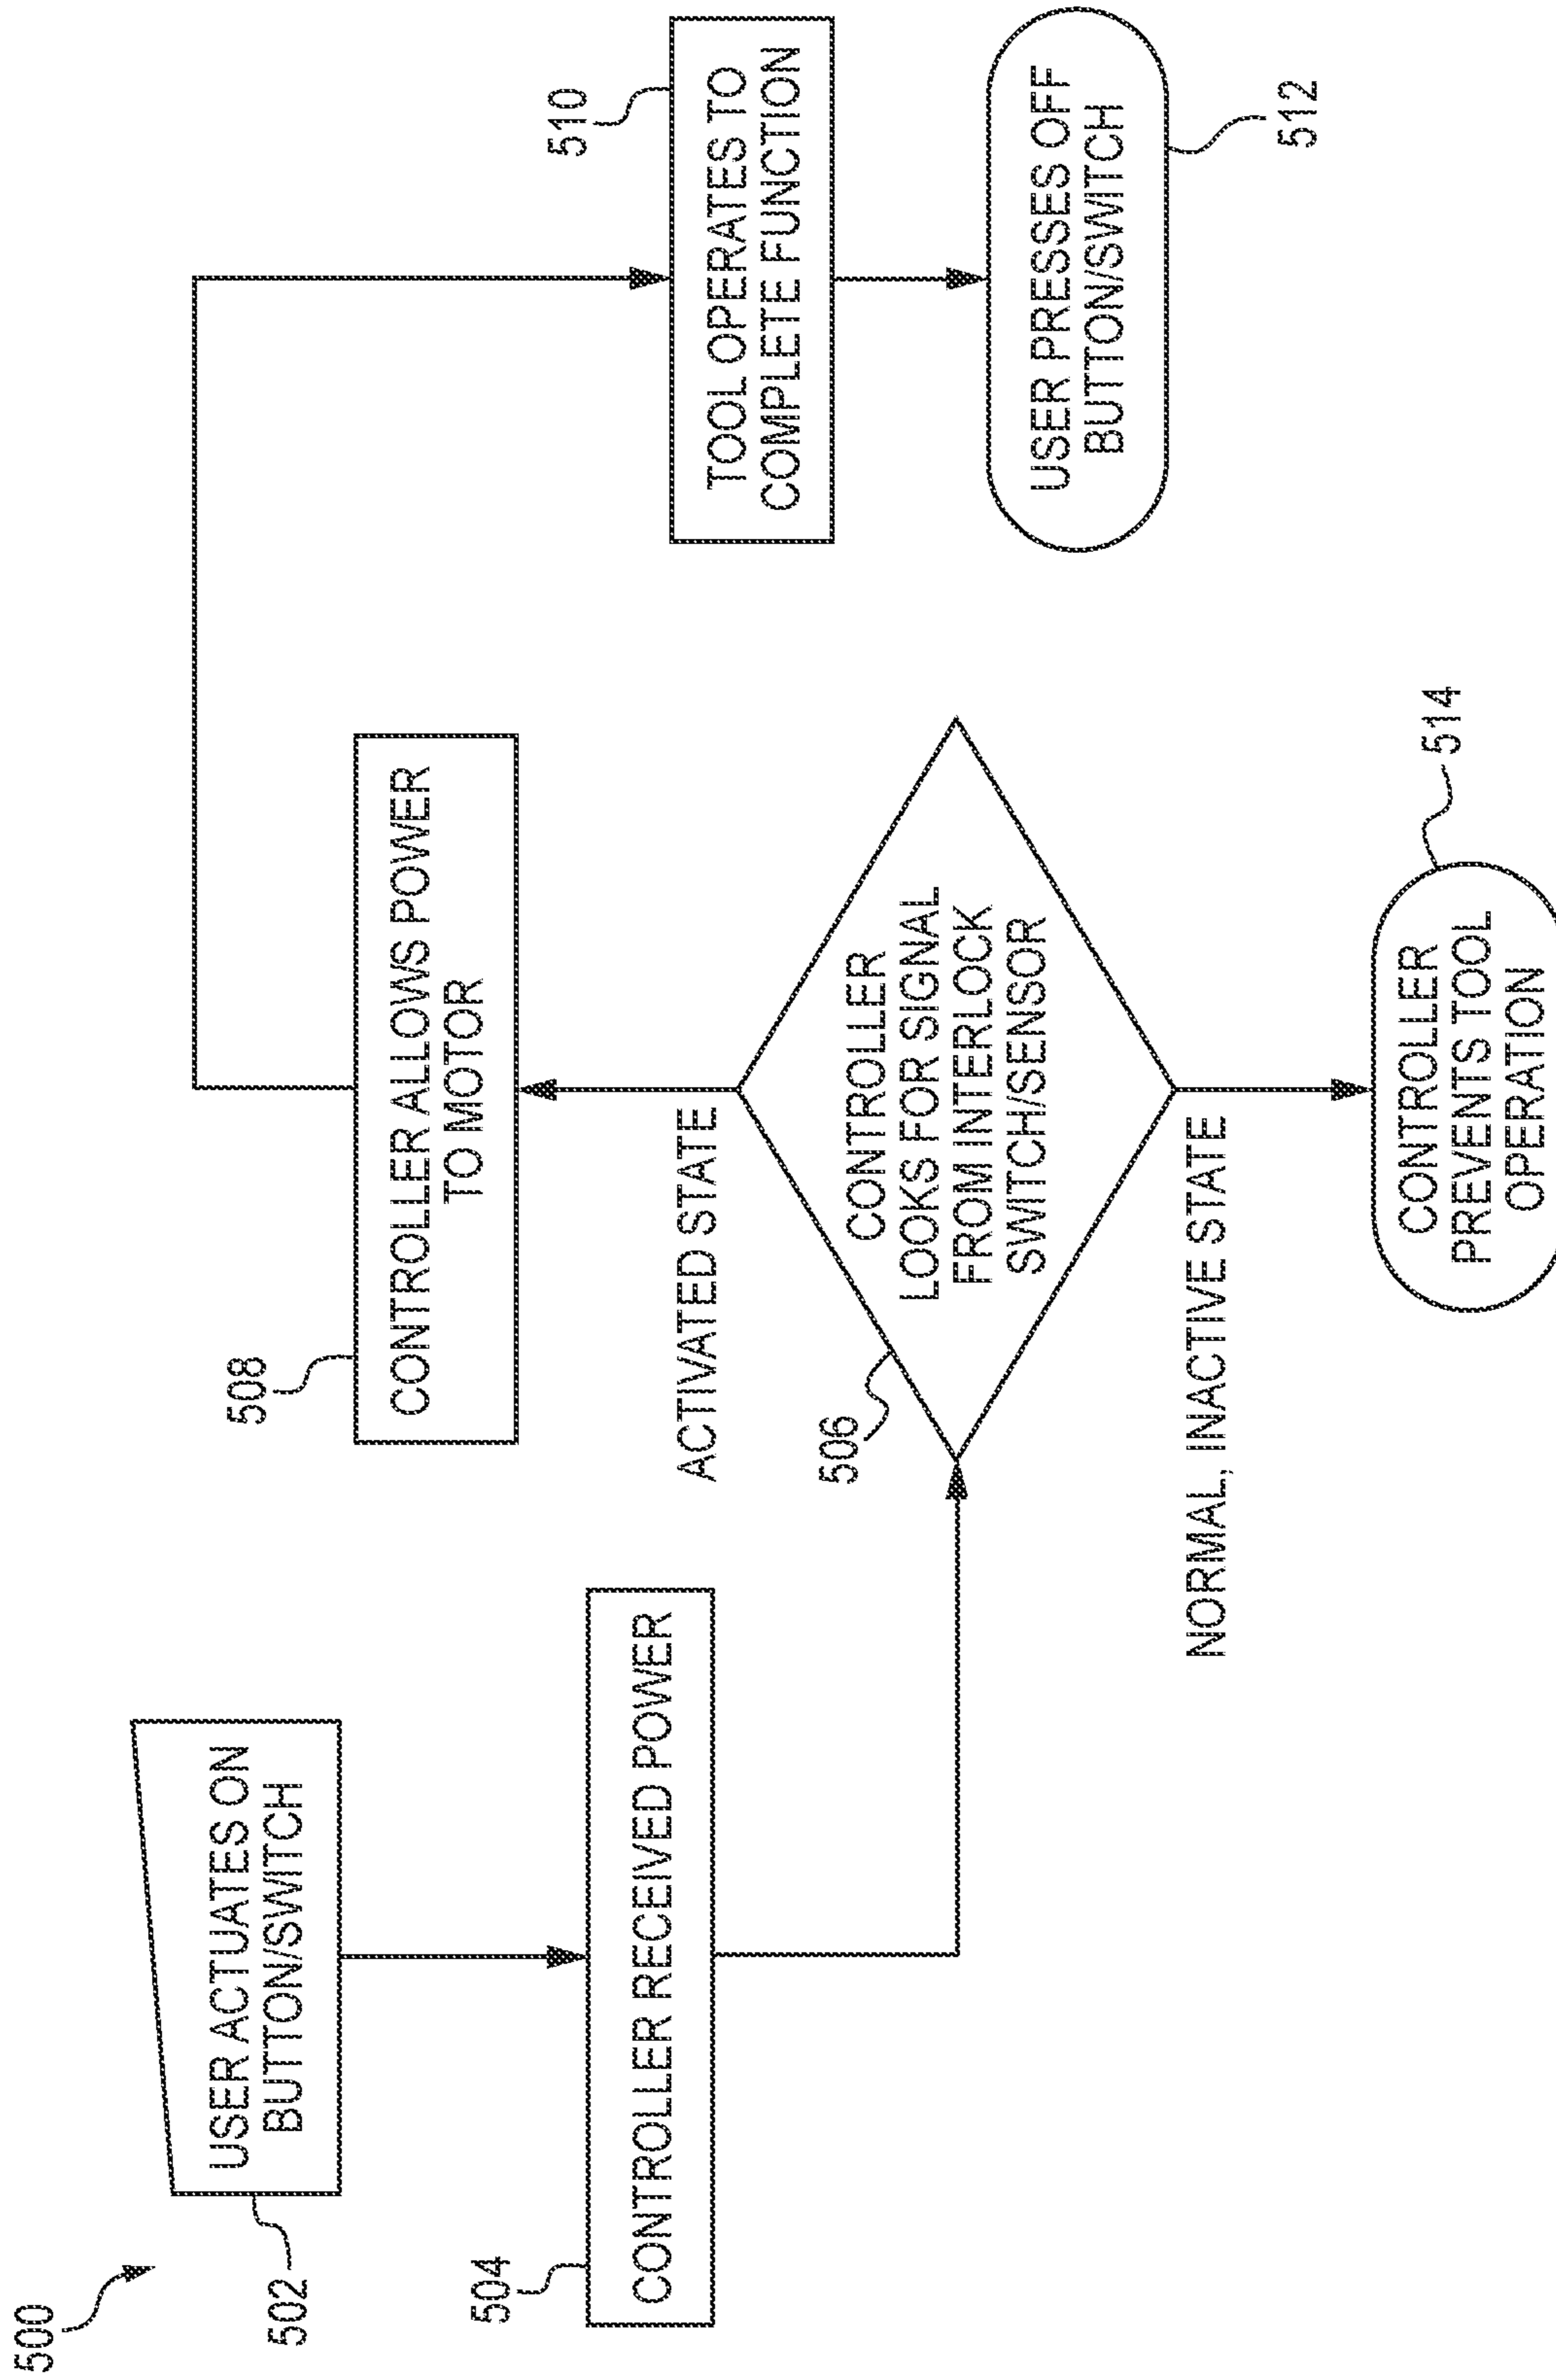 500
502
USER ACTUATES ON
BUTTON/SWITCH
504
CONTROLLER RECEIVED POWER
506
CONTROLLER
LOOKS FOR SIGNAL
FROM INTERLOCK
SWITCH/SENSOR
ACTIVATED STATE
508
CONTROLLER ALLOWS POWER
TO MOTOR
510
TOOL OPERATES TO
COMPLETE FUNCTION
USER PRESSES OFF
BUTTON/SWITCH
512
NORMAL, INACTIVE STATE
514
CONTROLLER
PREVENTS TOOL
OPERATION